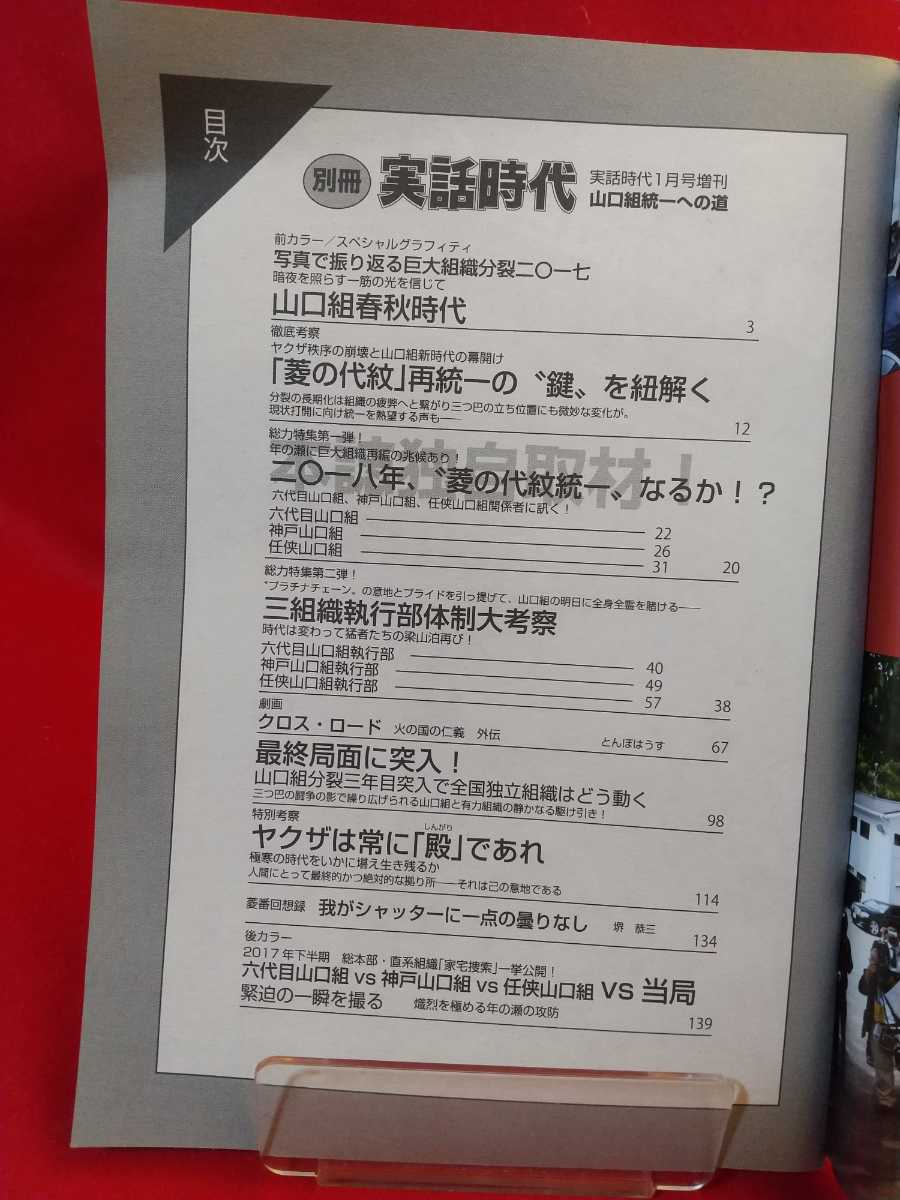 目次
別冊 実話時代 実話時代1月号増刊
山口組統一への道
前カラー／スペシャルグラフィティ
写真で振り返る巨大組織分裂二〇一七
暗夜を照らす一筋の光を信じて
山口組春秋時代 3
徹底考察
ヤクザ秩序の崩壊と山口組新時代の幕開け
「菱の代紋」再統一の〝鍵〟を紐解く
分裂の長期化は組織の疲弊へと繋がり三つ巴の立ち位置にも微妙な変化が。
現状打開に向け統一を熱望する声も—— 12
本誌独自取材！
総力特集第一弾！
年の瀬に巨大組織再編の兆候あり！
二〇一八年、〝菱の代紋統一〟なるか！？
六代目山口組、神戸山口組、任侠山口組関係者に訊く！
六代目山口組 22
神戸山口組 26
任侠山口組 31 20
総力特集第二弾！
〝プラチナチェーン〟の意地とプライドを引っ提げて、山口組の明日に全身全霊を賭ける——
三組織執行部体制大考察
時代は変わって猛者たちの梁山泊再び！
六代目山口組執行部 40
神戸山口組執行部 49
任侠山口組執行部 57 38
劇画
クロス・ロード 火の国の仁義 外伝 とんぼはうす 67
最終局面に突入！
山口組分裂三年目突入で全国独立組織はどう動く
三つ巴の闘争の影で繰り広げられる山口組と有力組織の静かなる駆け引き！ 98
特別考察
ヤクザは常に「殿」であれ
しんがり
極寒の時代をいかに堪え生き残るか
人間にとって最終的かつ絶対的な拠り所——それは己の意地である 114
菱番回想録 我がシャッターに一点の曇りなし 堺 恭三 134
後カラー
2017年下半期 総本部・直系組織「家宅捜索」一挙公開！
六代目山口組 vs 神戸山口組 vs 任侠山口組 vs 当局
緊迫の一瞬を撮る 熾烈を極める年の瀬の攻防 139